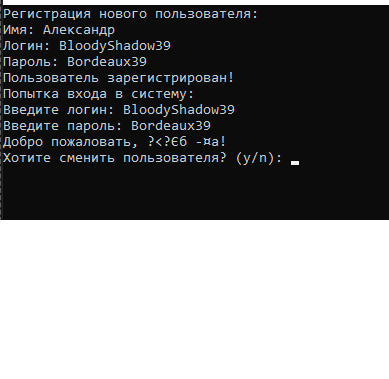 Регистрация нового пользователя:
Имя: Александр
Логин: BloodyShadow39
Пароль: Bordeaux39
Пользователь зарегистрирован!
Попытка входа в систему:
Введите логин: BloodyShadow39
Введите пароль: Bordeaux39
Добро пожаловать, ?<?Єб -¤а!
Хотите сменить пользователя? (y/n):